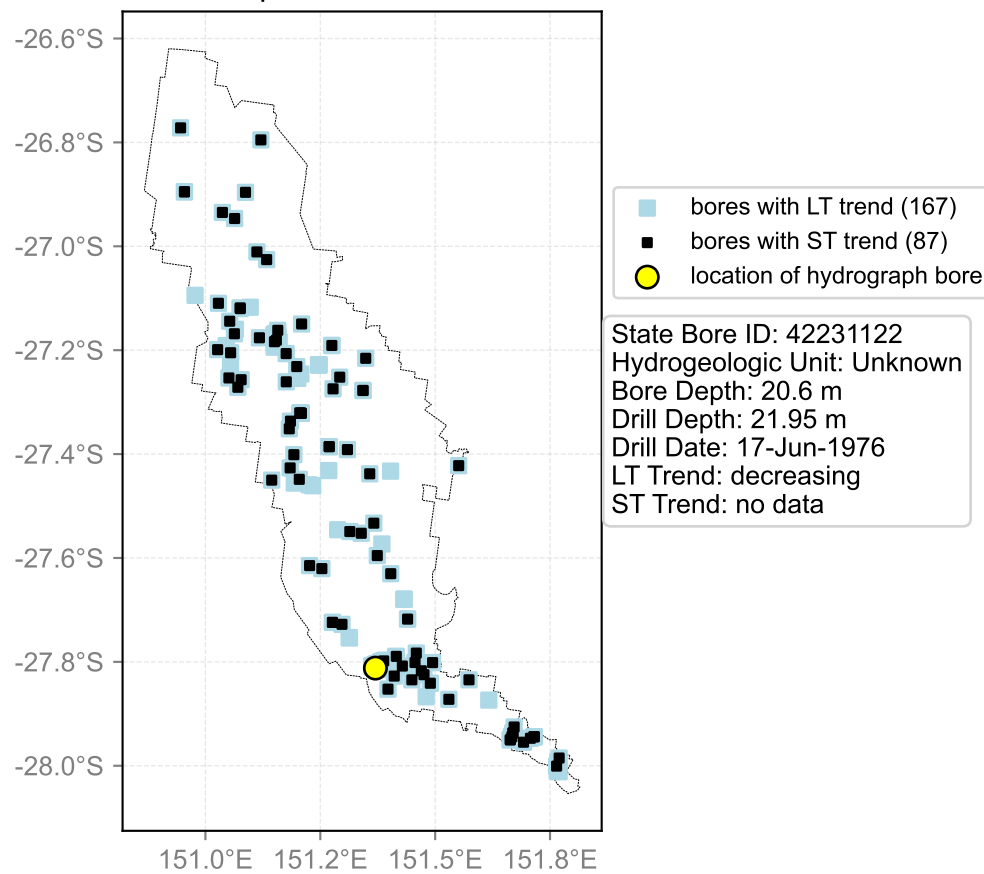 -26.6°S
-26.8°S
-27.0°S
-27.2°S
-27.4°S
-27.6°S
-27.8°S
-28.0°S
151.0°E
151.2°E
151.5°E
151.8°E
bores with LT trend (167)
bores with ST trend (87)
location of hydrograph bore
State Bore ID: 42231122
Hydrogeologic Unit: Unknown
Bore Depth: 20.6 m
Drill Depth: 21.95 m
Drill Date: 17-Jun-1976
LT Trend: decreasing
ST Trend: no data